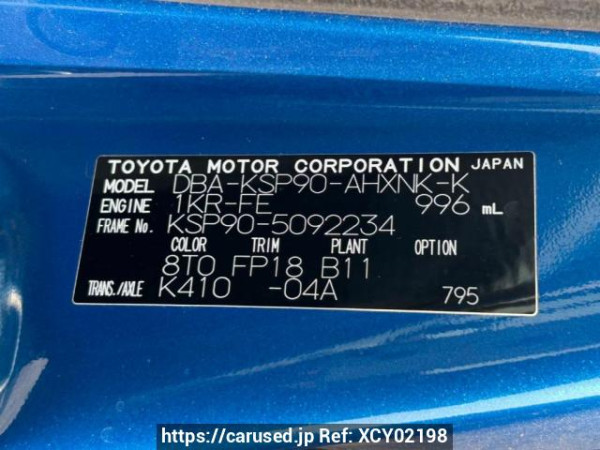 TOYOTA MOTOR CORPORATION JAPAN
MODEL DBA-KSP90-AHXNK-K
ENGINE 1KR-FE 996 mL
FRAME No. KSP90-5092234
COLOR TRIM PLANT OPTION
8T0 FP18 B11
TRANS./AXLE K410 -04A 795
https://carused.jp Ref: XCY02198